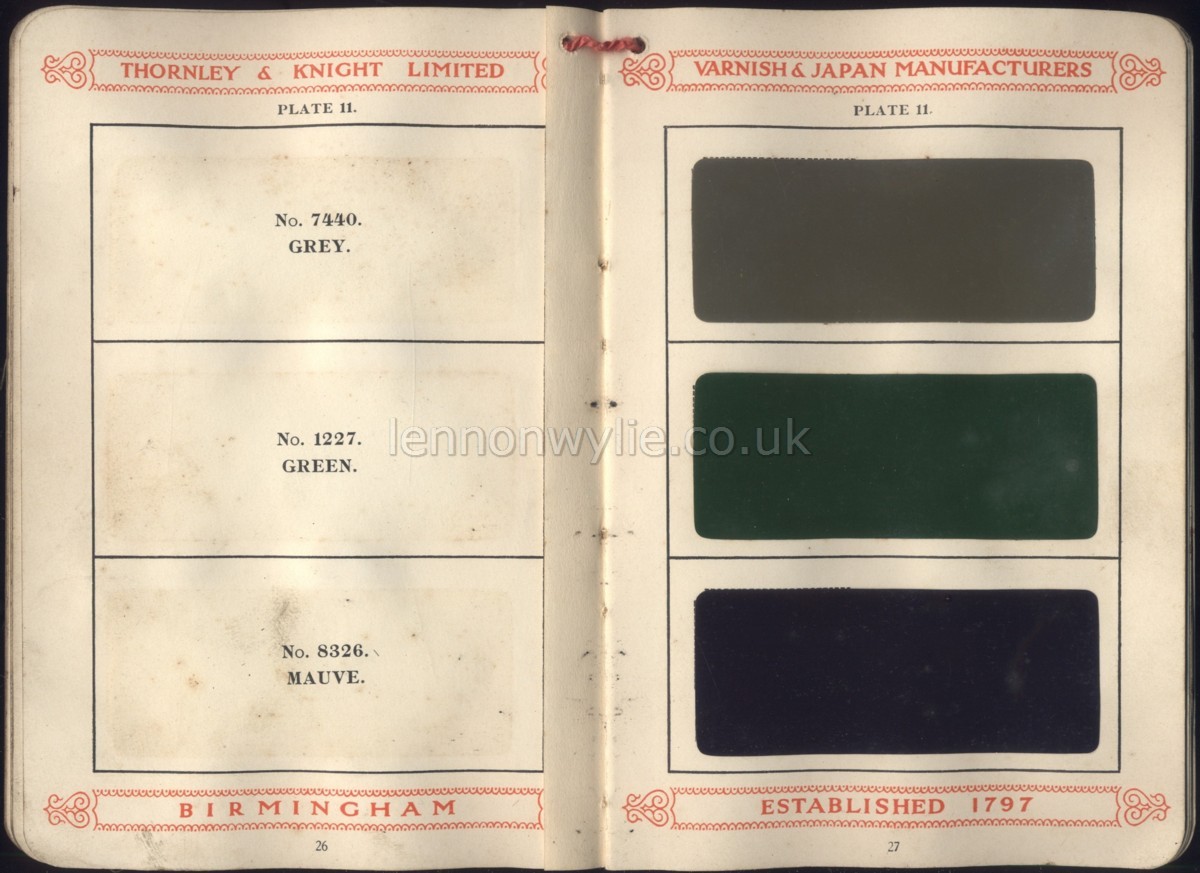 THORNLEY & KNIGHT LIMITED
PLATE 11.
No. 7440.
GREY.
No. 1227.
GREEN.
No. 8326.
MAUVE.
BIRMINGHAM
26
VARNISH & JAPAN MANUFACTURERS
PLATE 11.
ESTABLISHED 1797
27
lennonwylie.co.uk